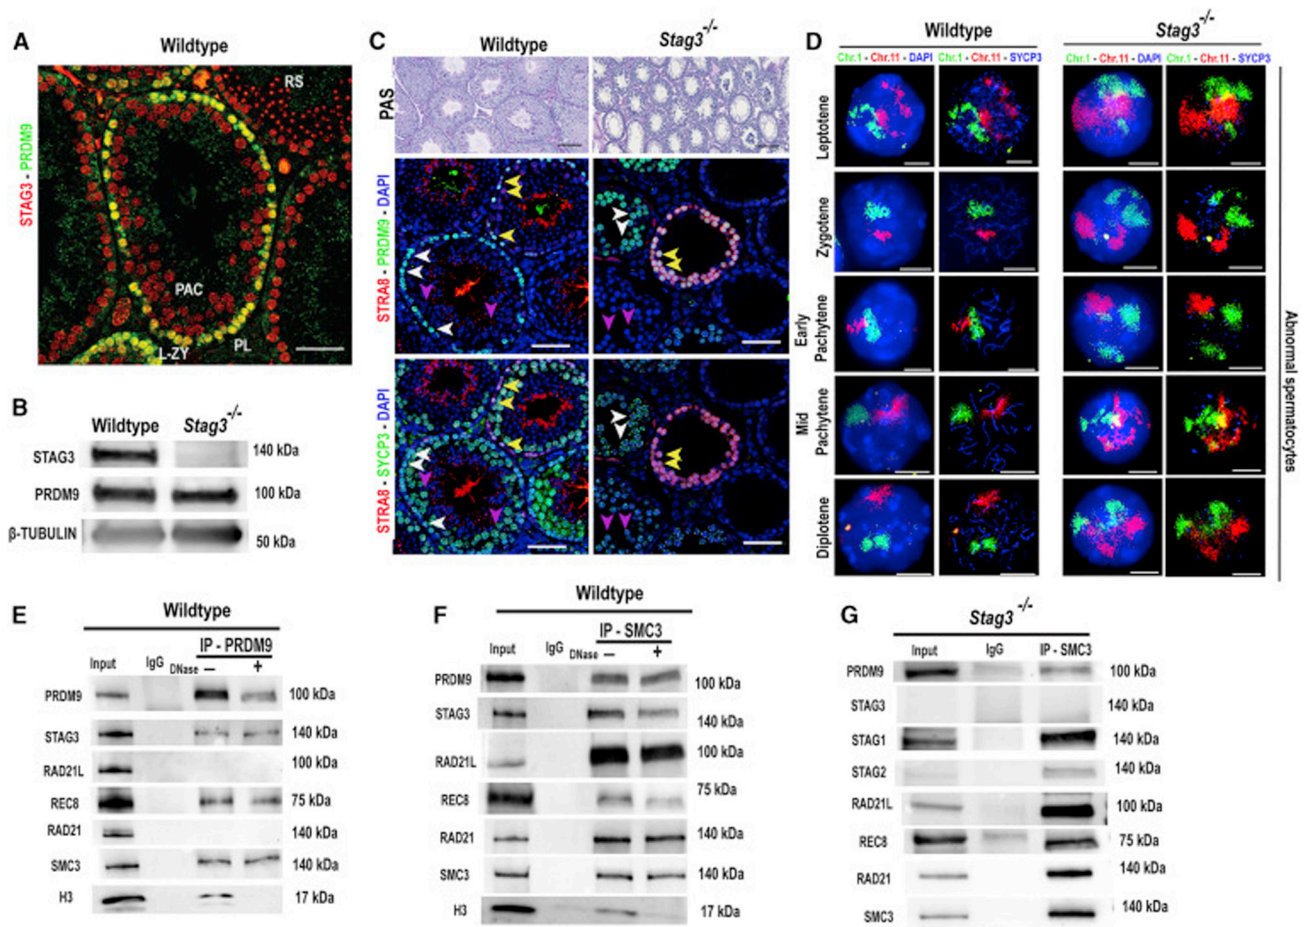 A
Wildtype
STAG3 - PRDM9
RS
PAC
L-ZY
PL
B
Wildtype Stag3-/-
STAG3 140 kDa
PRDM9 100 kDa
β-TUBULIN 50 kDa
C
Wildtype Stag3-/-
PAS
STRA8 - PRDM9 - DAPI
STRA8 - SYCP3 - DAPI
D
Wildtype Stag3-/-
Chr.1 - Chr.11 - DAPI Chr.1 - Chr.11 - SYCP3 Chr.1 - Chr.11 - DAPI Chr.1 - Chr.11 - SYCP3
Leptotene
Zygotene
Early
Pachytene
Mid
Pachytene
Diplotene
Abnormal spermatocytes
E
Wildtype
IP - PRDM9
Input IgG DNase − +
PRDM9 100 kDa
STAG3 140 kDa
RAD21L 100 kDa
REC8 75 kDa
RAD21 140 kDa
SMC3 140 kDa
H3 17 kDa
F
Wildtype
IP - SMC3
Input IgG DNase − +
PRDM9 100 kDa
STAG3 140 kDa
RAD21L 100 kDa
REC8 75 kDa
RAD21 140 kDa
SMC3 140 kDa
H3 17 kDa
G
Stag3 -/-
Input IgG IP - SMC3
PRDM9 100 kDa
STAG3 140 kDa
STAG1 140 kDa
STAG2 140 kDa
RAD21L 100 kDa
REC8 75 kDa
RAD21 140 kDa
SMC3 140 kDa